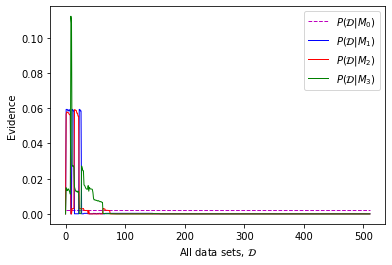 P(𝒟|M₀)
P(𝒟|M₁)
P(𝒟|M₂)
P(𝒟|M₃)
0.10
0.08
0.06
0.04
0.02
0.00
Evidence
0 100 200 300 400 500
All data sets, 𝒟